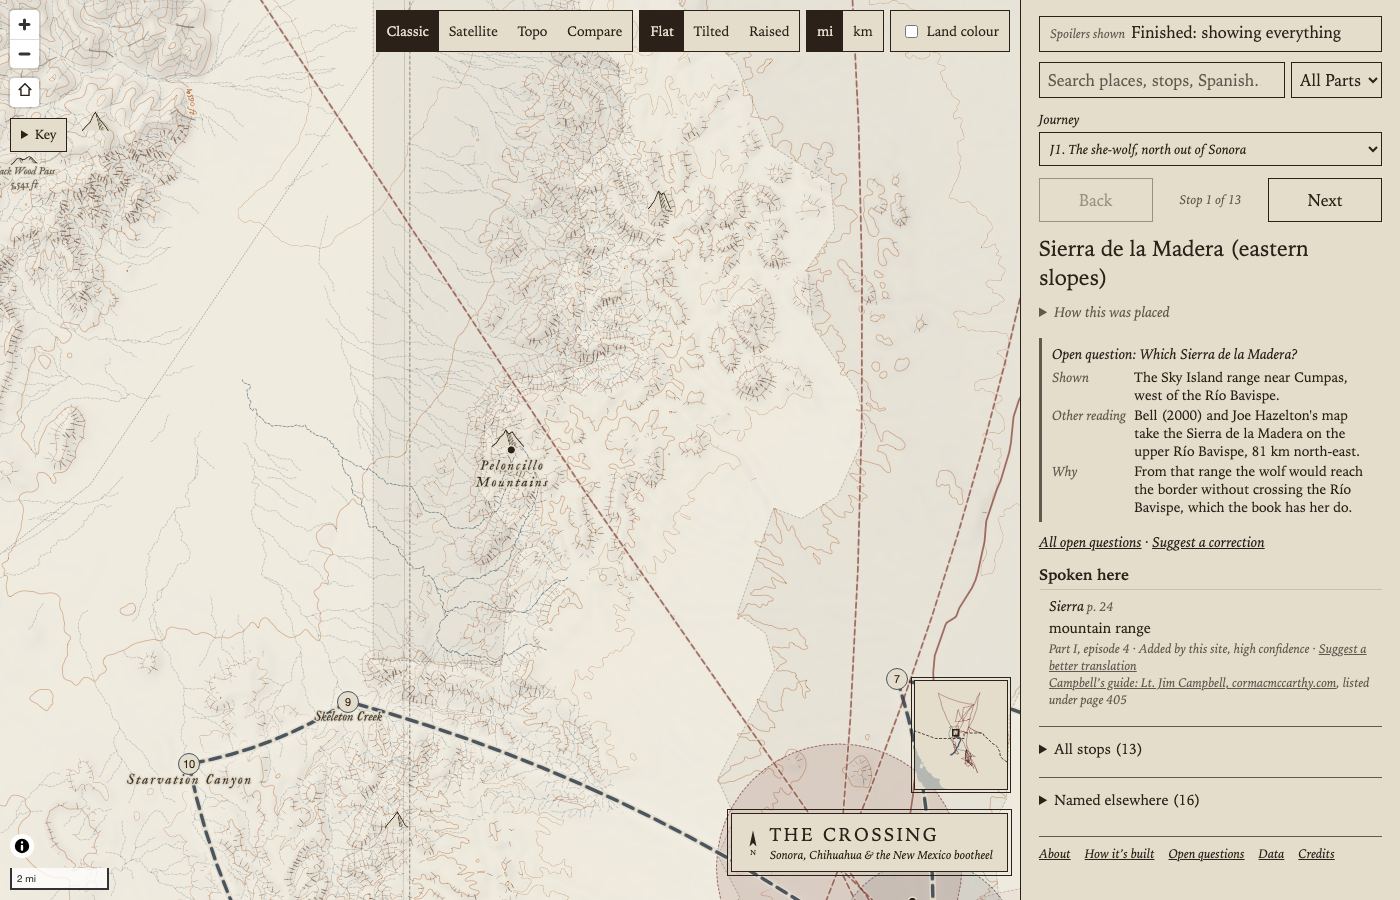 Classic Satellite Topo Compare
Flat Tilted Raised
mi km
Land colour
+
−
Key
Wood Pass
5,541 ft
Peloncillo
Mountains
7
9
Skeleton Creek
10
Starvation Canyon
THE CROSSING
N
Sonora, Chihuahua & the New Mexico bootheel
2 mi
Spoilers shown Finished: showing everything
Search places, stops, Spanish.
All Parts
Journey
J1. The she-wolf, north out of Sonora
Back
Stop 1 of 13
Next
Sierra de la Madera (eastern
slopes)
How this was placed
Open question: Which Sierra de la Madera?
Shown The Sky Island range near Cumpas,
west of the Río Bavispe.
Other reading Bell (2000) and Joe Hazelton's map
take the Sierra de la Madera on the
upper Río Bavispe, 81 km north-east.
Why From that range the wolf would reach
the border without crossing the Río
Bavispe, which the book has her do.
All open questions · Suggest a correction
Spoken here
Sierra p. 24
mountain range
Part I, episode 4 · Added by this site, high confidence · Suggest a
better translation
Campbell's guide: Lt. Jim Campbell, cormacmccarthy.com, listed
under page 405
All stops (13)
Named elsewhere (16)
About How it's built Open questions Data Credits